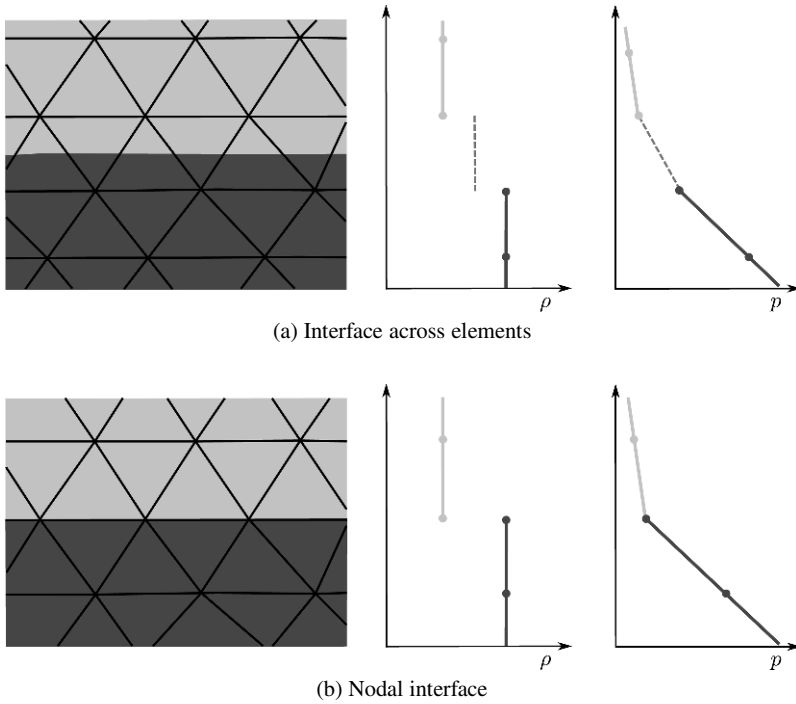 ρ
p
(a) Interface across elements
ρ
p
(b) Nodal interface